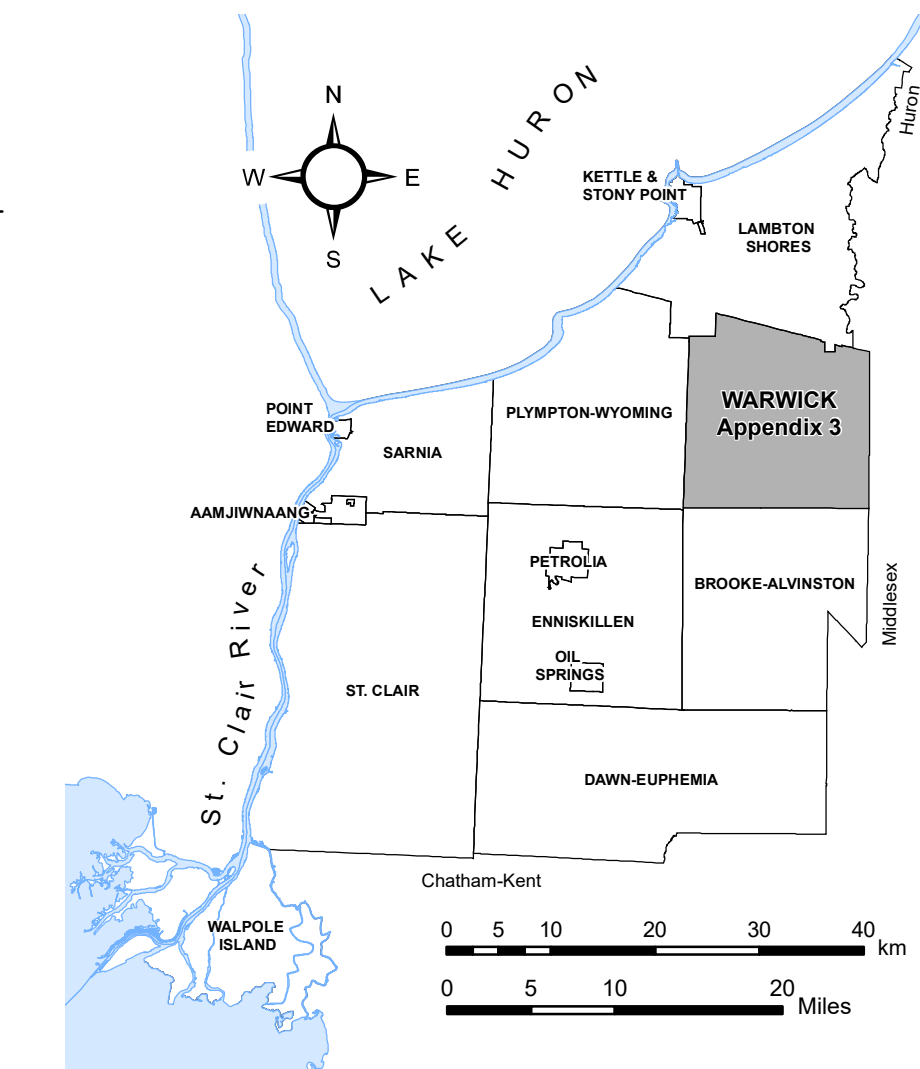 N
W
E
S
LAKE HURON
Huron
KETTLE &
STONY POINT
LAMBTON
SHORES
WARWICK
Appendix 3
PLYMPTON-WYOMING
POINT
EDWARD
SARNIA
AAMJIWNAANG
PETROLIA
BROOKE-ALVINSTON
Middlesex
ENNISKILLEN
OIL
SPRINGS
ST. CLAIR
St. Clair River
DAWN-EUPHEMIA
Chatham-Kent
WALPOLE
ISLAND
0 5 10 20 30 40
km
0 5 10 20
Miles